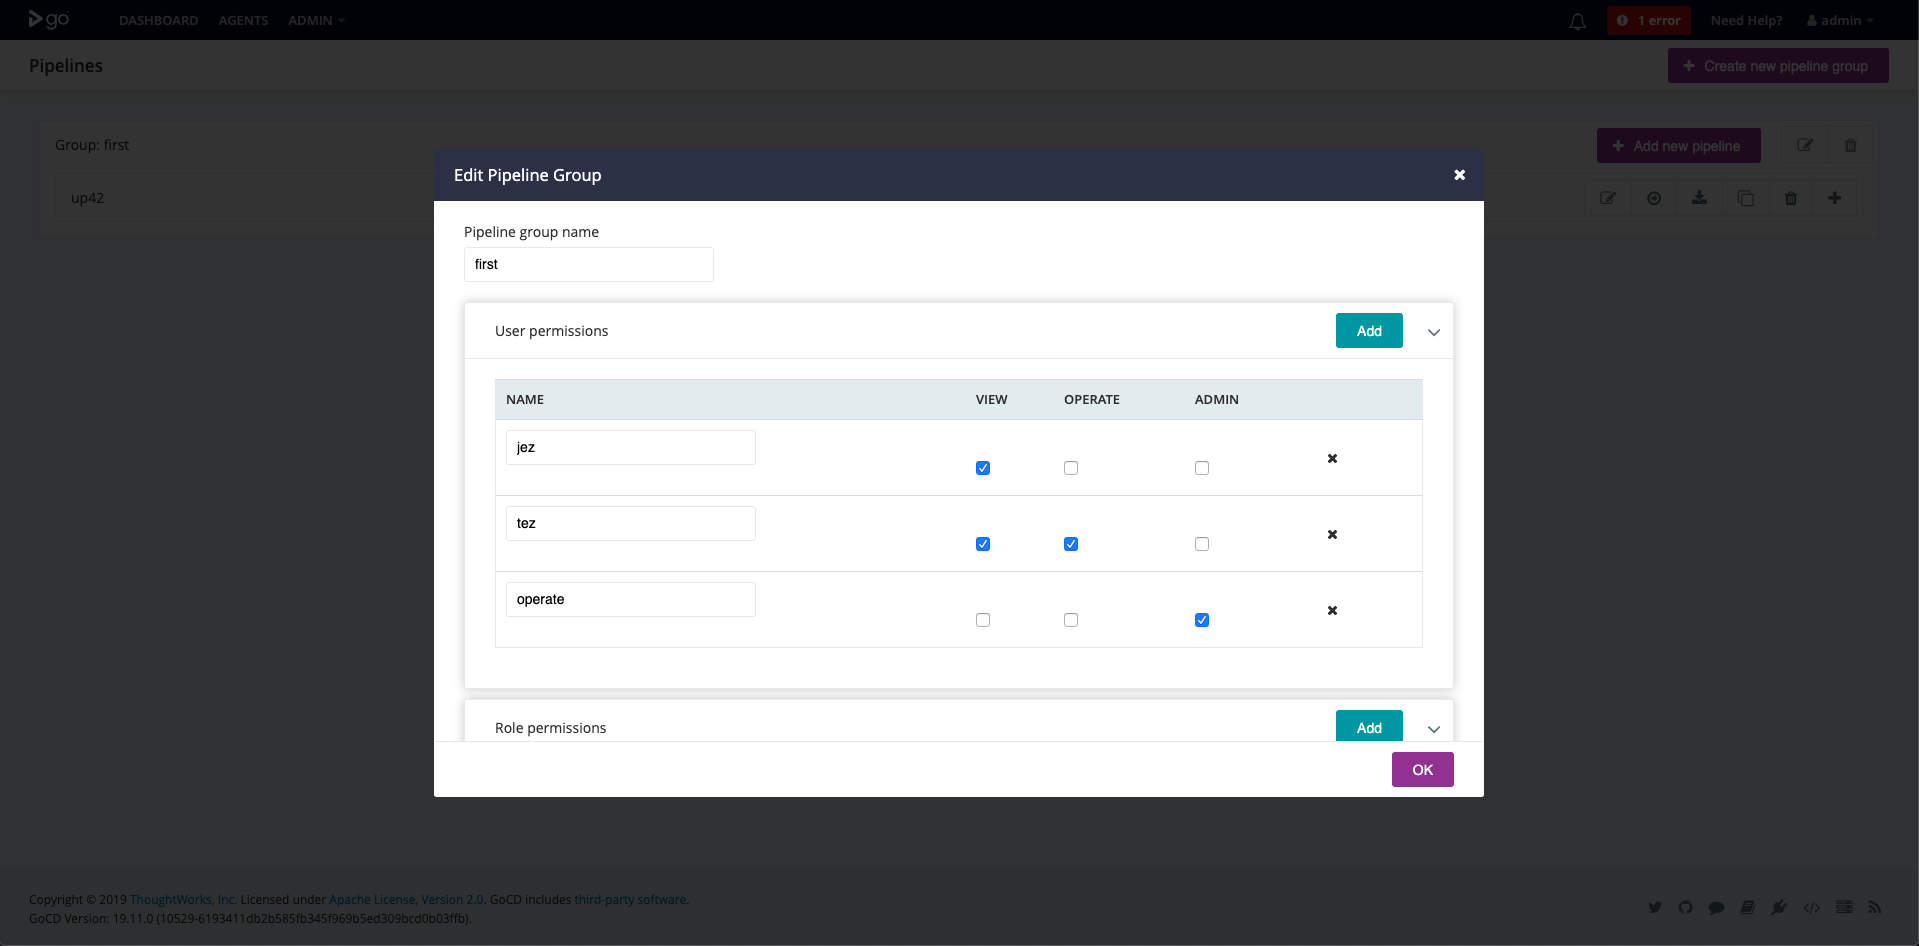 go DASHBOARD AGENTS ADMIN 1 error Need Help? admin
Pipelines Create new pipeline group
Group: first Add new pipeline
up42
Edit Pipeline Group
Pipeline group name
first
User permissions Add
NAME VIEW OPERATE ADMIN
jez
tez
operate
Role permissions Add
OK
Copyright © 2019 ThoughtWorks, Inc. Licensed under Apache License, Version 2.0. GoCD includes third-party software.
GoCD Version: 19.11.0 (10529-6193411db2b585fb345f969b5ed309bcd0b03ffb).